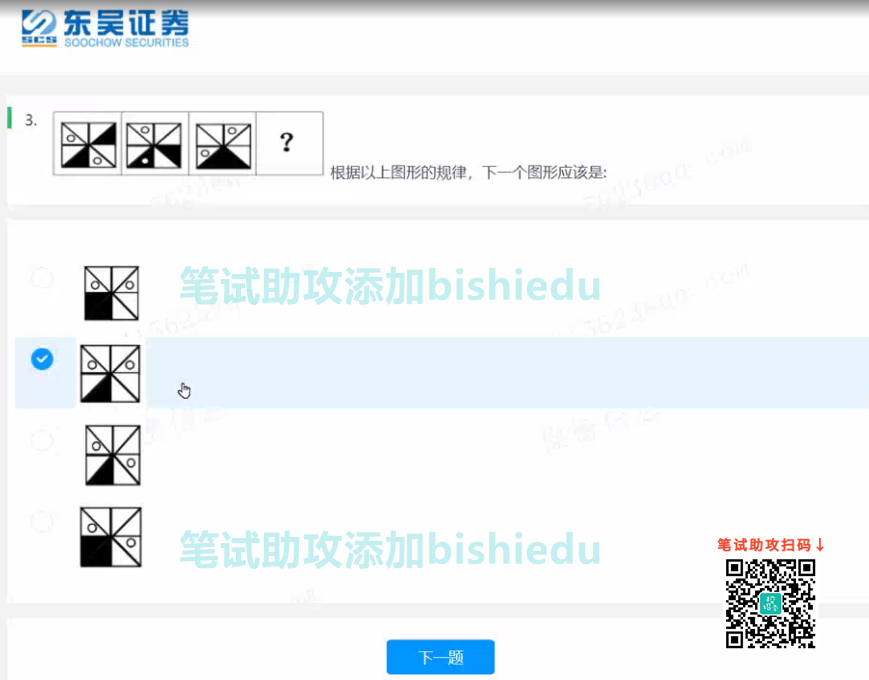 东吴证券
SCS SOOCHOW SECURITIES
3.
?
根据以上图形的规律，下一个图形应该是:
笔试助攻添加bishiedu
笔试助攻添加bishiedu
笔试助攻扫码↓
下一题